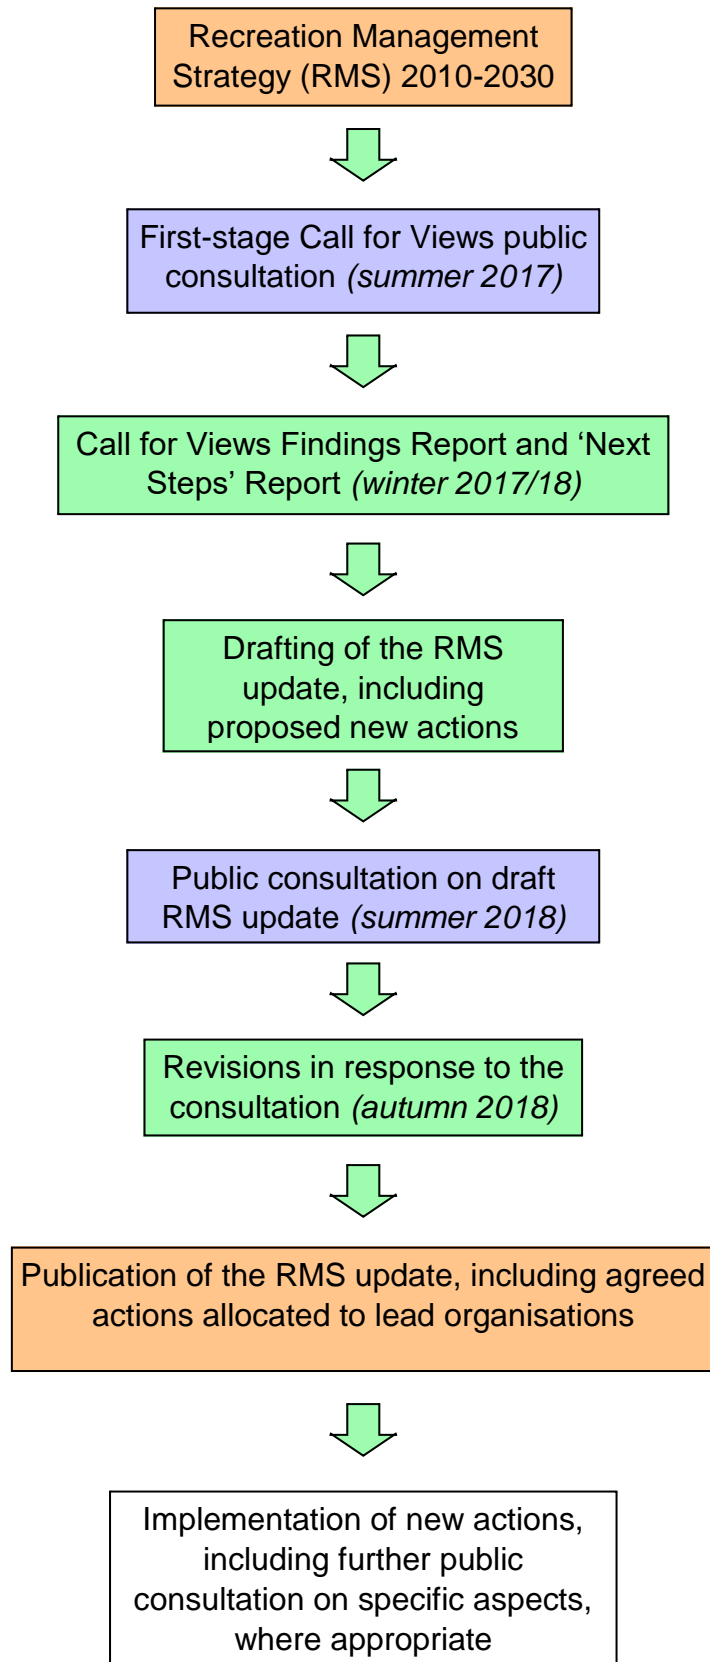 Recreation Management
Strategy (RMS) 2010-2030
First-stage Call for Views public
consultation (summer 2017)
Call for Views Findings Report and ‘Next
Steps’ Report (winter 2017/18)
Drafting of the RMS
update, including
proposed new actions
Public consultation on draft
RMS update (summer 2018)
Revisions in response to the
consultation (autumn 2018)
Publication of the RMS update, including agreed
actions allocated to lead organisations
Implementation of new actions,
including further public
consultation on specific aspects,
where appropriate